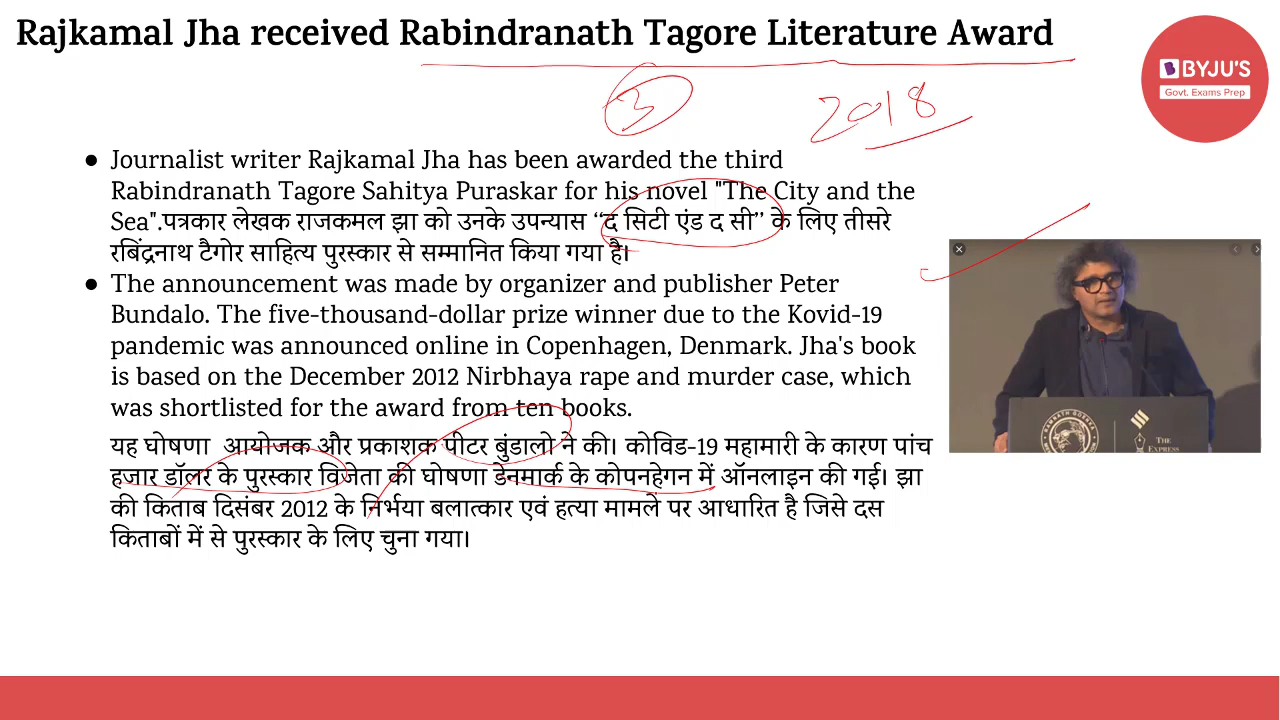 Rajkamal Jha received Rabindranath Tagore Literature Award
BYJU'S
Govt. Exams Prep
3
2018
● Journalist writer Rajkamal Jha has been awarded the third
Rabindranath Tagore Sahitya Puraskar for his novel "The City and the
Sea".पत्रकार लेखक राजकमल झा को उनके उपन्यास “द सिटी एंड द सी” के लिए तीसरे
रबिंद्रनाथ टैगोर साहित्य पुरस्कार से सम्मानित किया गया है।
● The announcement was made by organizer and publisher Peter
Bundalo. The five-thousand-dollar prize winner due to the Kovid-19
pandemic was announced online in Copenhagen, Denmark. Jha's book
is based on the December 2012 Nirbhaya rape and murder case, which
was shortlisted for the award from ten books.
यह घोषणा आयोजक और प्रकाशक पीटर बुंडालो ने की। कोविड-19 महामारी के कारण पांच
हजार डॉलर के पुरस्कार विजेता की घोषणा डेनमार्क के कोपनहेगन में ऑनलाइन की गई। झा
की किताब दिसंबर 2012 के निर्भया बलात्कार एवं हत्या मामले पर आधारित है जिसे दस
किताबों में से पुरस्कार के लिए चुना गया।
THE
EXPRESS